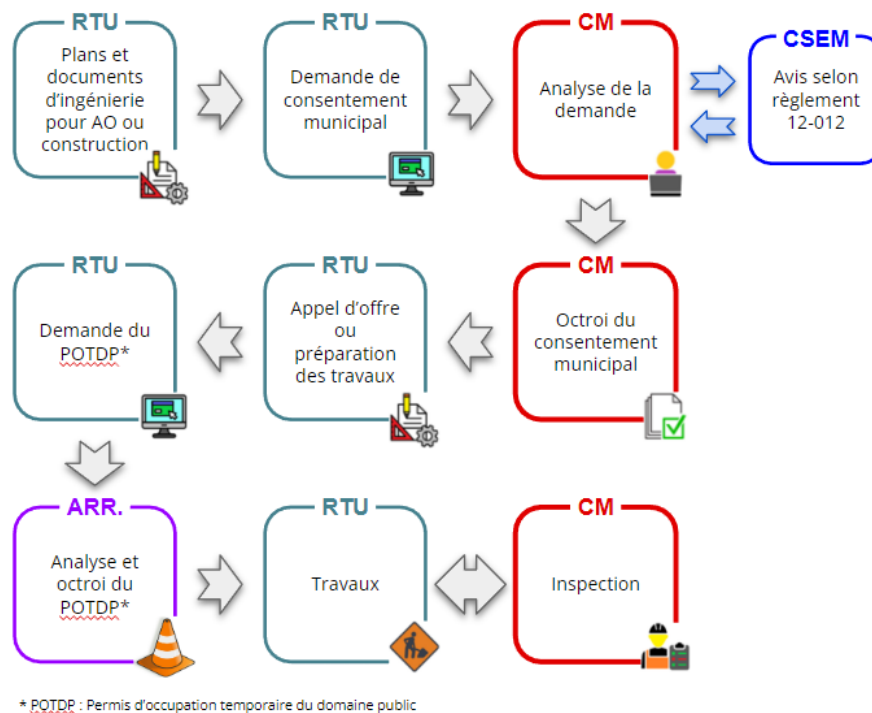 RTU
Plans et
documents
d'ingénierie
pour AO ou
construction
RTU
Demande de
consentement
municipal
CM
Analyse de la
demande
CSEM
Avis selon
règlement
12-012
RTU
Demande du
POTDP*
RTU
Appel d'offre
ou
préparation
des travaux
CM
Octroi du
consentement
municipal
ARR.
Analyse et
octroi du
POTDP*
RTU
Travaux
CM
Inspection
* POTDP : Permis d'occupation temporaire du domaine public